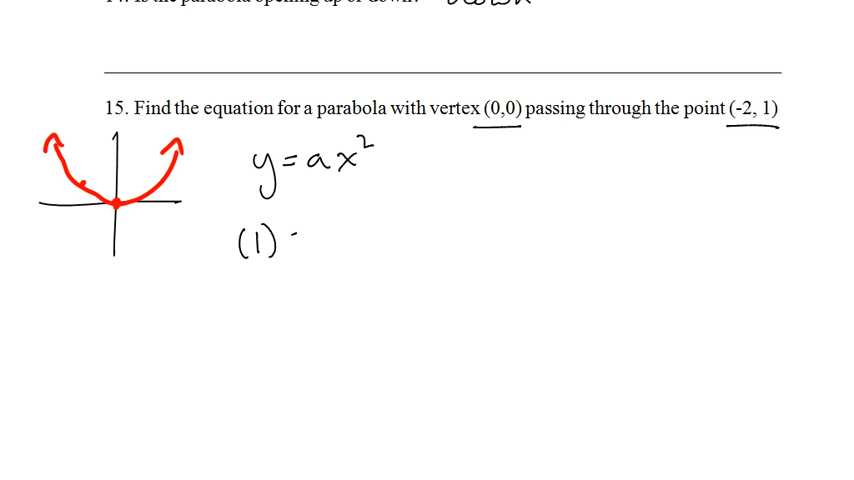 15. Find the equation for a parabola with vertex (0,0) passing through the point (-2, 1)
y = ax²
(1)